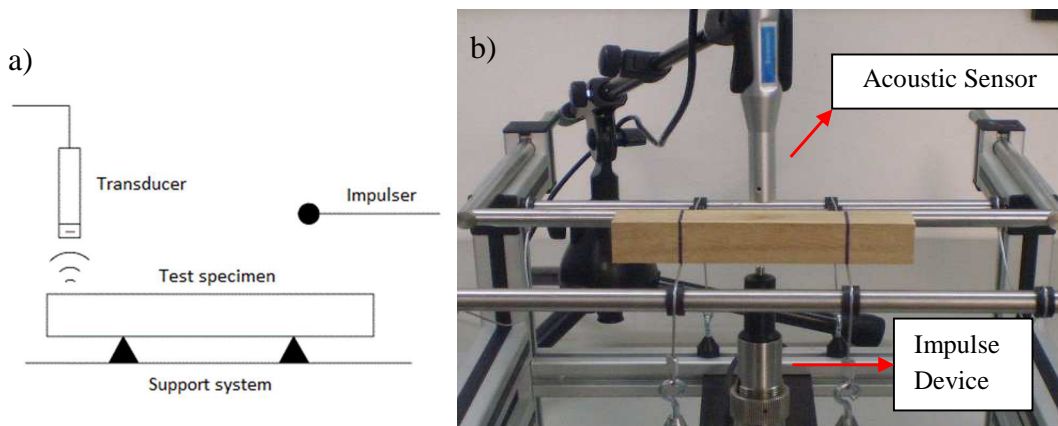 a)
Transducer
Impulser
Test specimen
Support system
b)
Acoustic Sensor
Impulse
Device